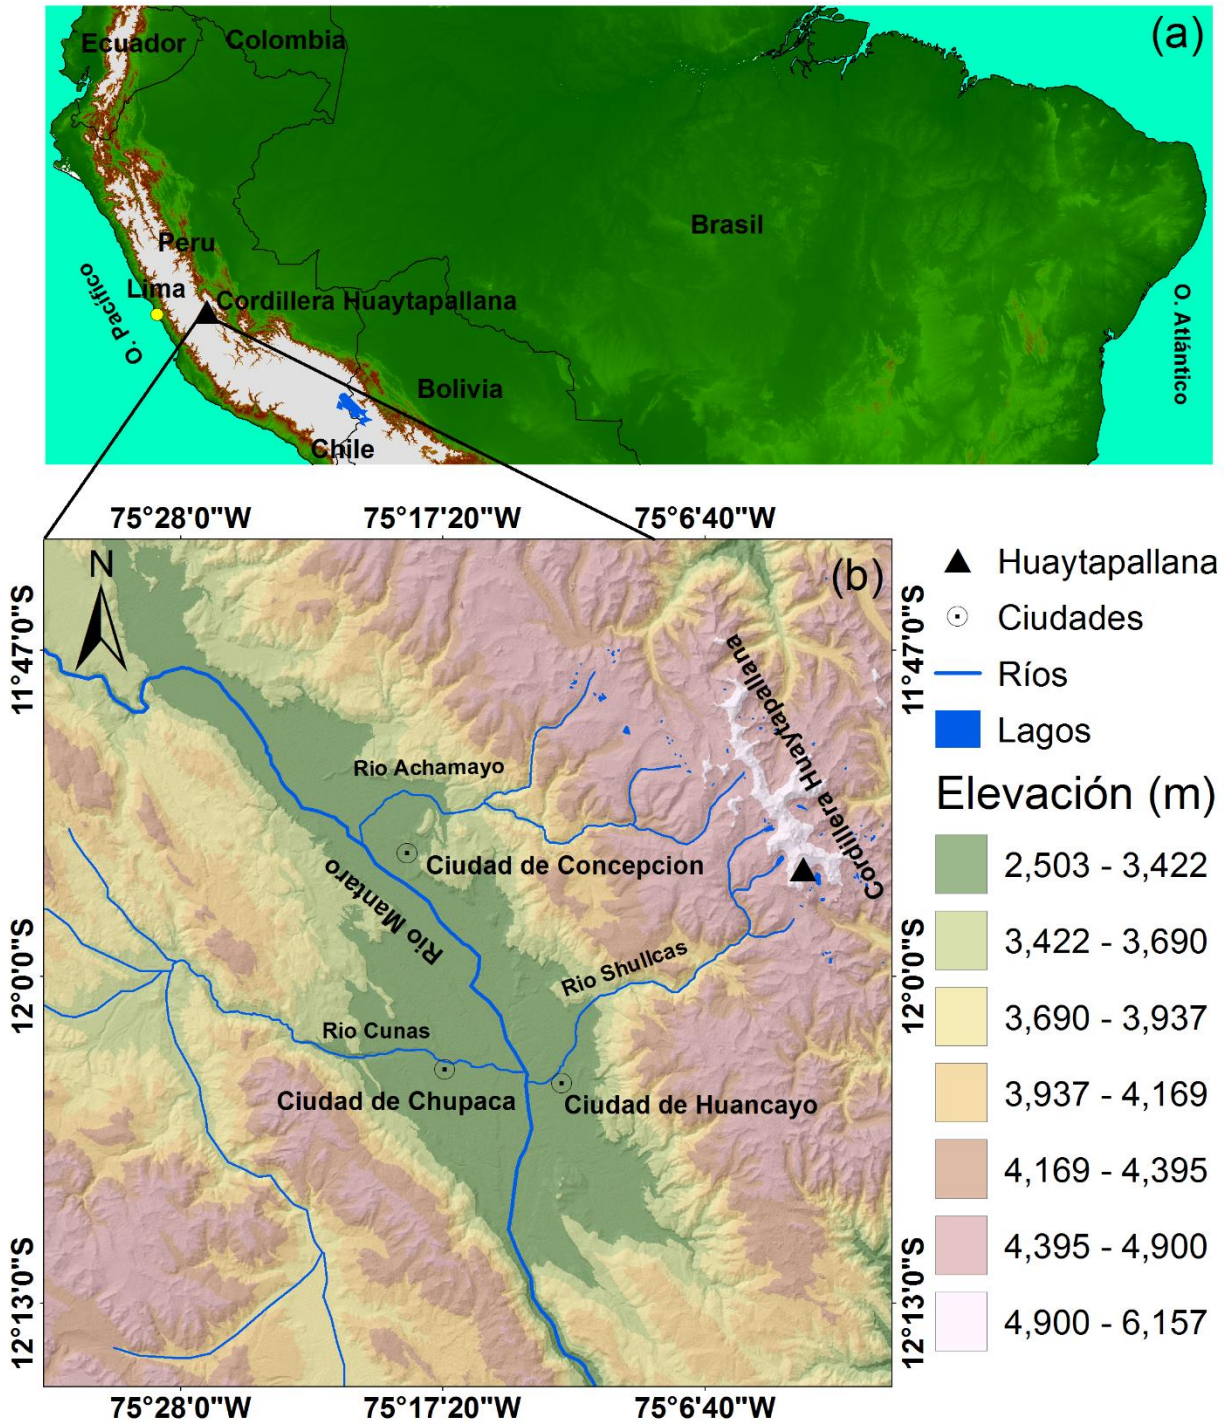 (a)
Ecuador
Colombia
Brasil
Peru
Lima
Cordillera Huaytapallana
O. Pacífico
O. Atlántico
Bolivia
Chile
75°28'0"W
75°17'20"W
75°6'40"W
N
(b)
11°47'0"S
11°47'0"S
Cordillera Huaytapallana
Rio Achamayo
Ciudad de Concepcion
Río Mantaro
Rio Shullcas
12°0'0"S
12°0'0"S
Rio Cunas
Ciudad de Chupaca
Ciudad de Huancayo
12°13'0"S
12°13'0"S
75°28'0"W
75°17'20"W
75°6'40"W
Huaytapallana
Ciudades
Ríos
Lagos
Elevación (m)
2,503 - 3,422
3,422 - 3,690
3,690 - 3,937
3,937 - 4,169
4,169 - 4,395
4,395 - 4,900
4,900 - 6,157